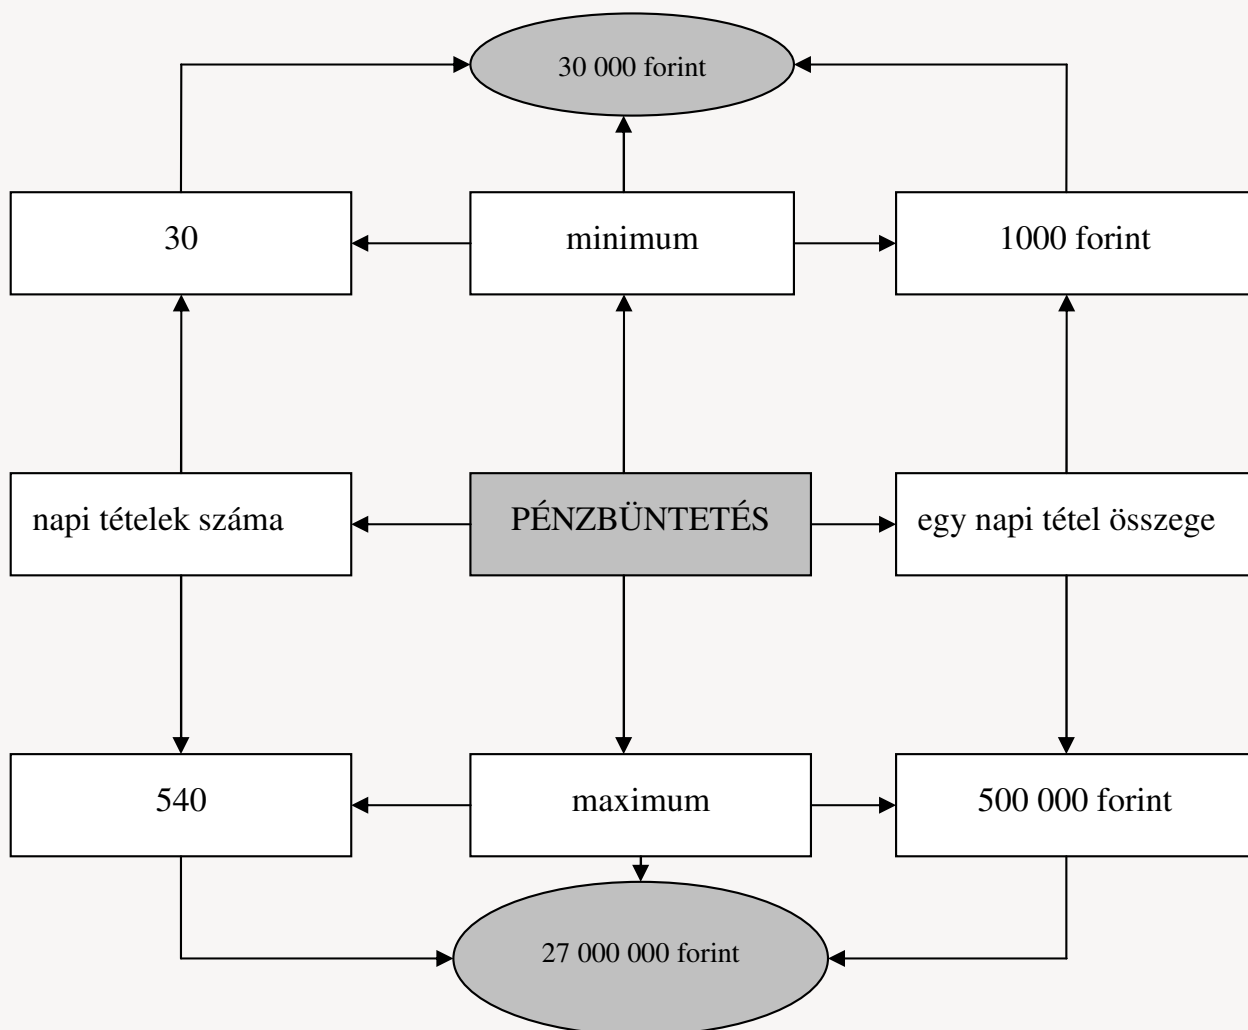 30 000 forint
30
minimum
1000 forint
napi tételek száma
PÉNZBÜNTETÉS
egy napi tétel összege
540
maximum
500 000 forint
27 000 000 forint